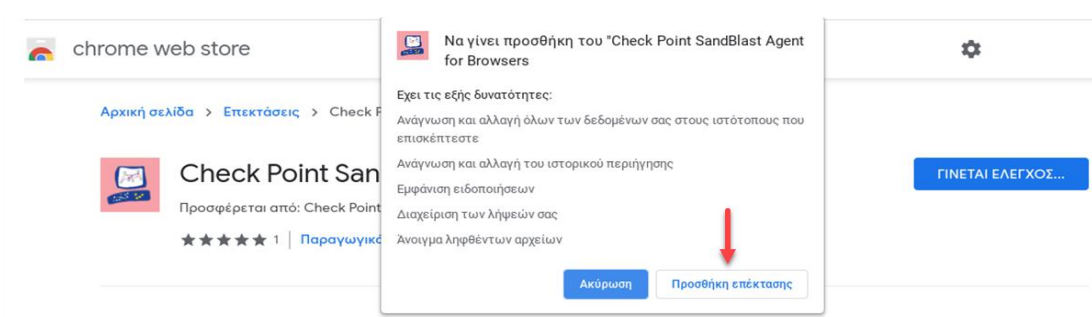 chrome web store
Αρχική σελίδα > Επεκτάσεις > Check P
Check Point San
Προσφέρεται από: Check Point
★★★★★ 1 | Παραγωγικό
Να γίνει προσθήκη του "Check Point SandBlast Agent
for Browsers
Εχει τις εξής δυνατότητες:
Ανάγνωση και αλλαγή όλων των δεδομένων σας στους ιστότοπους που
επισκέπτεστε
Ανάγνωση και αλλαγή του ιστορικού περιήγησης
Εμφάνιση ειδοποιήσεων
Διαχείριση των λήψεών σας
Άνοιγμα ληφθέντων αρχείων
Ακύρωση
Προσθήκη επέκτασης
ΓΙΝΕΤΑΙ ΕΛΕΓΧΟΣ...